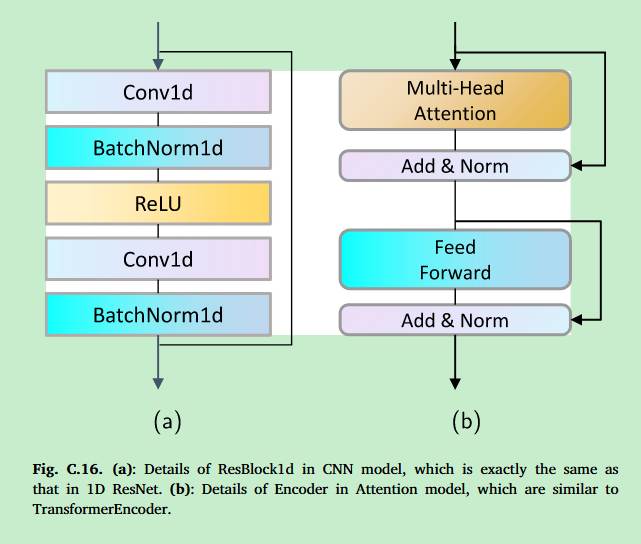 Conv1d
BatchNorm1d
ReLU
Conv1d
BatchNorm1d
(a)
Multi-Head
Attention
Add & Norm
Feed
Forward
Add & Norm
(b)
Fig. C.16. (a): Details of ResBlock1d in CNN model, which is exactly the same as
that in 1D ResNet. (b): Details of Encoder in Attention model, which are similar to
TransformerEncoder.